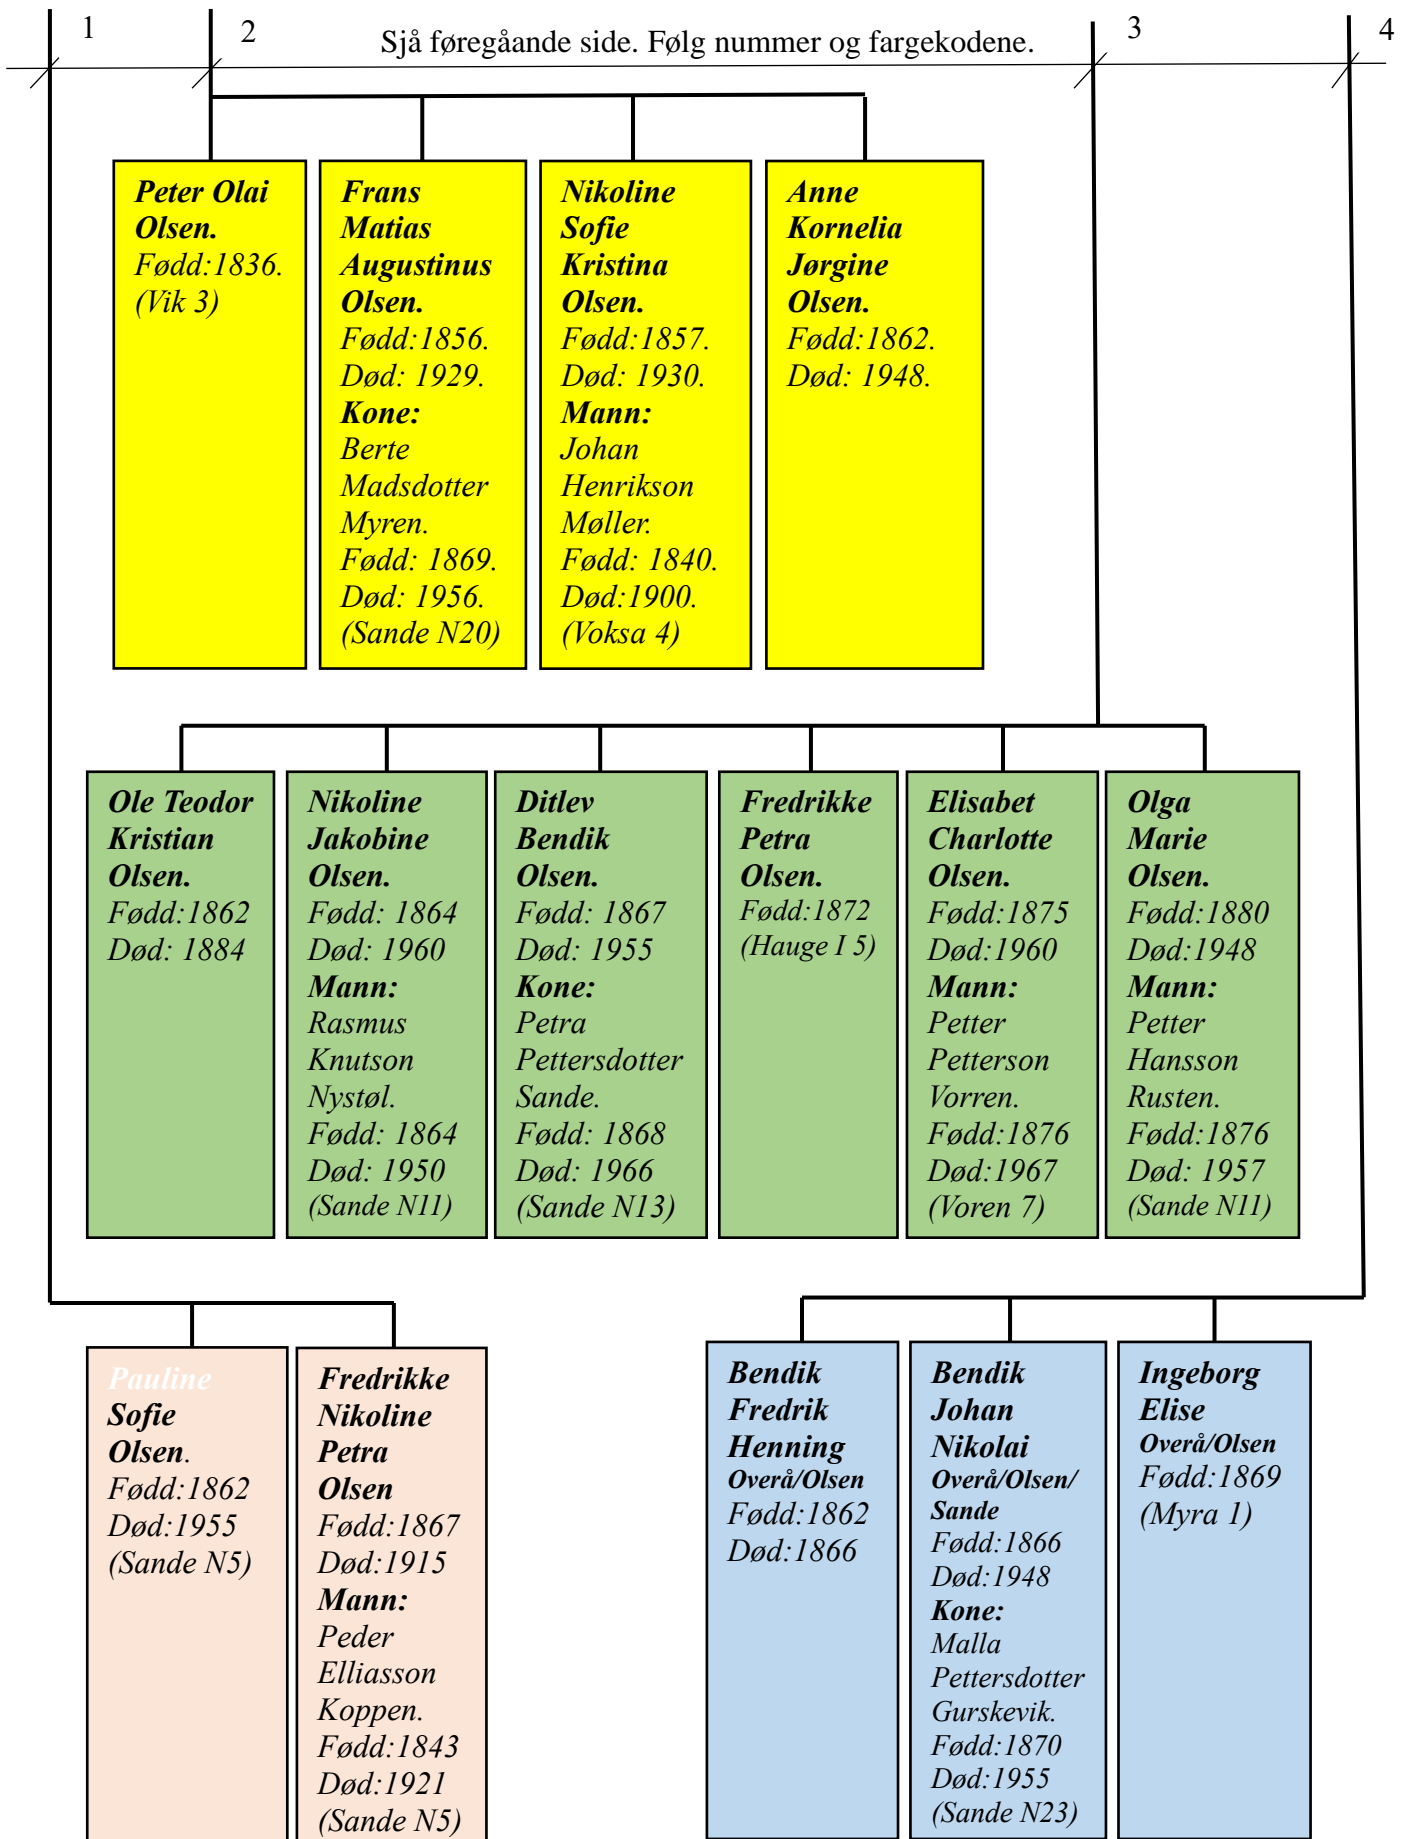 1
2
Sjå føregåande side. Følg nummer og fargekodene.
3
4
Peter Olai
Olsen.
Fødd:1836.
(Vik 3)
Frans
Matias
Augustinus
Olsen.
Fødd:1856.
Død: 1929.
Kone:
Berte
Madsdotter
Myren.
Fødd: 1869.
Død: 1956.
(Sande N20)
Nikoline
Sofie
Kristina
Olsen.
Fødd:1857.
Død: 1930.
Mann:
Johan
Henrikson
Møller.
Fødd: 1840.
Død:1900.
(Voksa 4)
Anne
Kornelia
Jørgine
Olsen.
Fødd:1862.
Død: 1948.
Ole Teodor
Kristian
Olsen.
Fødd:1862
Død: 1884
Nikoline
Jakobine
Olsen.
Fødd: 1864
Død: 1960
Mann:
Rasmus
Knutson
Nystøl.
Fødd: 1864
Død: 1950
(Sande N11)
Ditlev
Bendik
Olsen.
Fødd: 1867
Død: 1955
Kone:
Petra
Pettersdotter
Sande.
Fødd: 1868
Død: 1966
(Sande N13)
Fredrikke
Petra
Olsen.
Fødd:1872
(Hauge I 5)
Elisabet
Charlotte
Olsen.
Fødd:1875
Død:1960
Mann:
Petter
Petterson
Vorren.
Fødd:1876
Død:1967
(Voren 7)
Olga
Marie
Olsen.
Fødd:1880
Død:1948
Mann:
Petter
Hansson
Rusten.
Fødd:1876
Død: 1957
(Sande N11)
Pauline
Sofie
Olsen.
Fødd:1862
Død:1955
(Sande N5)
Fredrikke
Nikoline
Petra
Olsen
Fødd:1867
Død:1915
Mann:
Peder
Elliasson
Koppen.
Fødd:1843
Død:1921
(Sande N5)
Bendik
Fredrik
Henning
Overå/Olsen
Fødd:1862
Død:1866
Bendik
Johan
Nikolai
Overå/Olsen/
Sande
Fødd:1866
Død:1948
Kone:
Malla
Pettersdotter
Gurskevik.
Fødd:1870
Død:1955
(Sande N23)
Ingeborg
Elise
Overå/Olsen
Fødd:1869
(Myra 1)